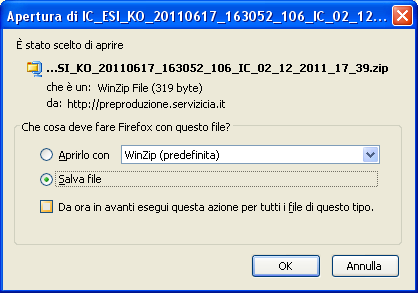 Apertura di IC_ESI_KO_20110617_163052_106_IC_02_12...
È stato scelto di aprire
...SI_KO_20110617_163052_106_IC_02_12_2011_17_39.zip
che è un: WinZip File (319 byte)
da: http://preproduzione.servizicia.it
Che cosa deve fare Firefox con questo file?
Aprirlo con WinZip (predefinita)
Salva file
Da ora in avanti esegui questa azione per tutti i file di questo tipo.
OK Annulla